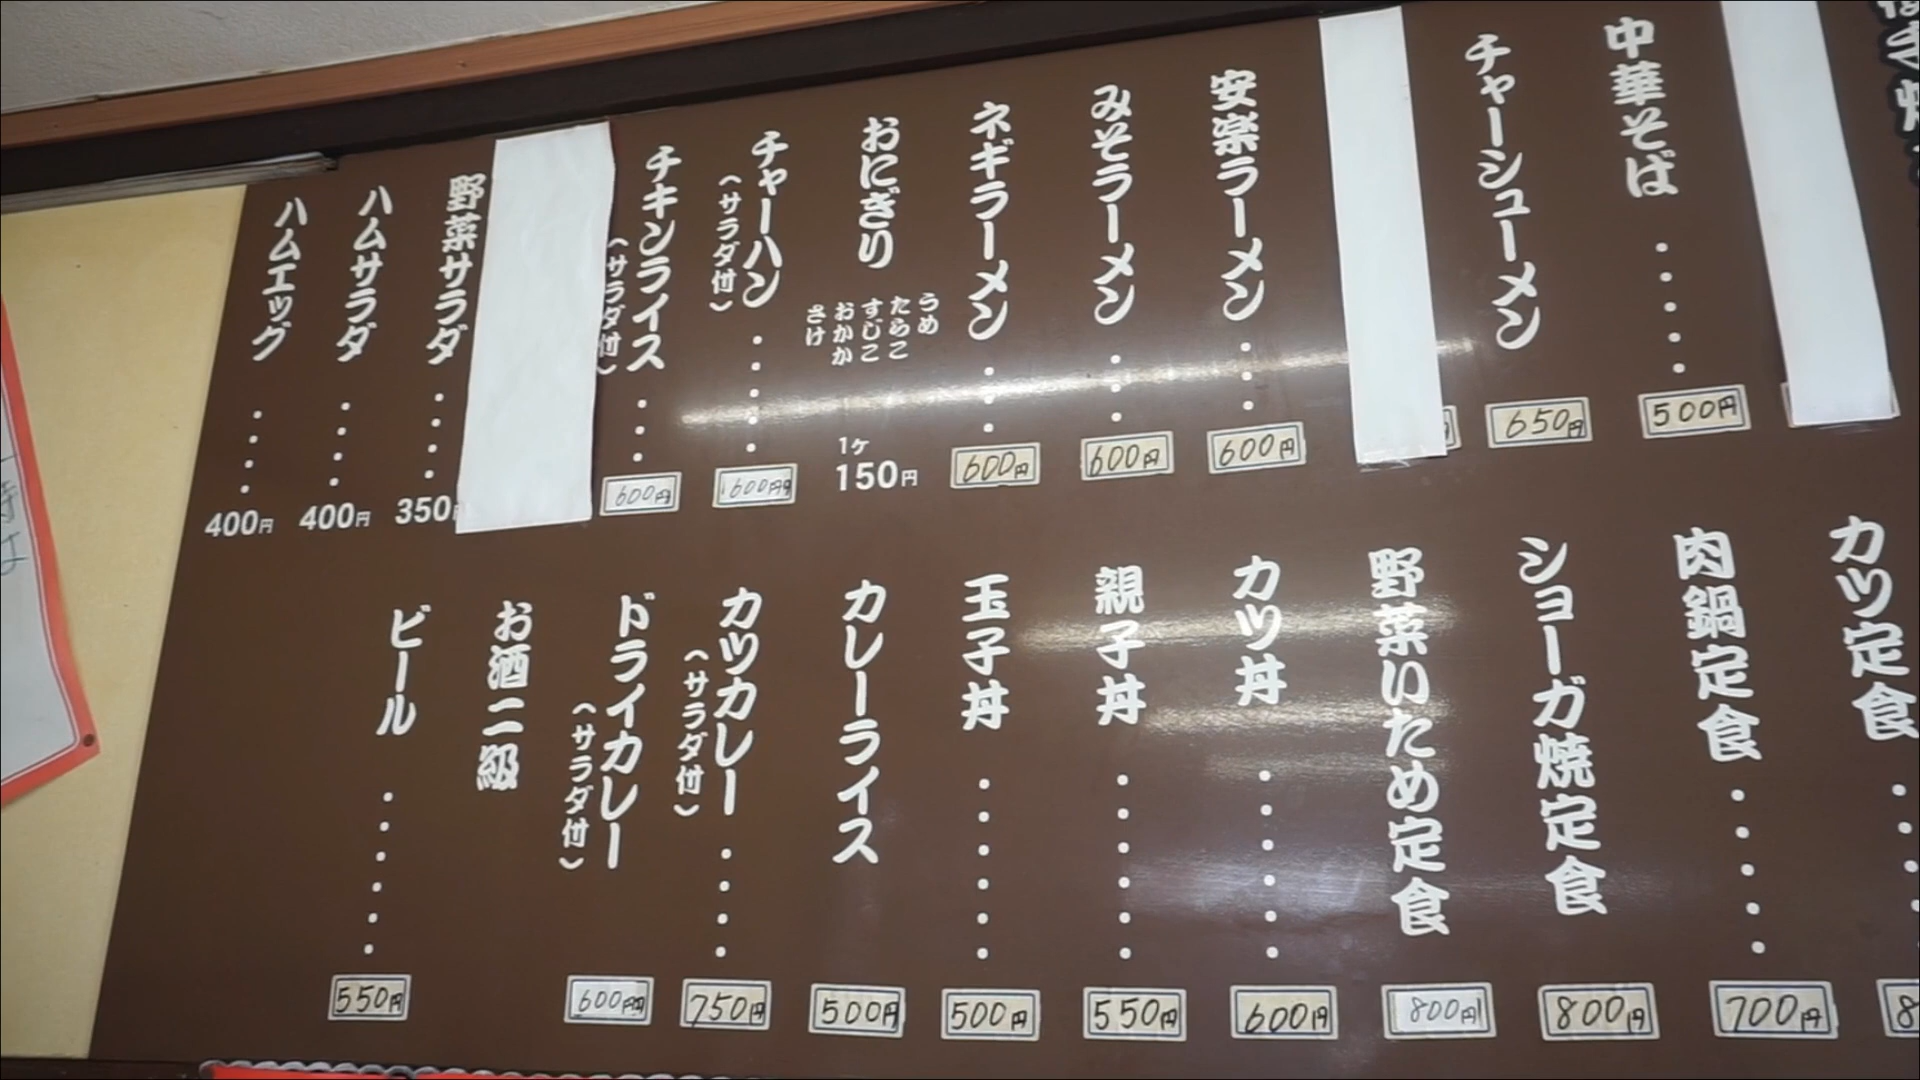 中華そば 500円
チャーシューメン 650円
円
安楽ラーメン 600円
みそラーメン 600円
ネギラーメン 600円
おにぎり
うめ
たらこ
すじこ
おかか
さけ
1ヶ
150円
チャーハン
(サラダ付)
600円
チキンライス
(サラダ付)
600円
野菜サラダ 350円
ハムサラダ 400円
ハムエッグ 400円
カツ定食
肉鍋定食 700円
ショーガ焼定食 800円
野菜いため定食 800円
カツ丼 600円
親子丼 550円
玉子丼 500円
カレーライス 500円
カツカレー
(サラダ付)
750円
ドライカレー
(サラダ付)
600円
お酒二級
ビール 550円